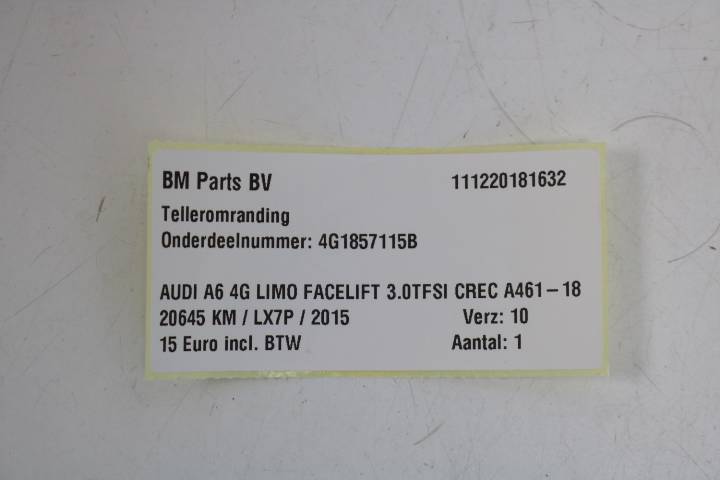 BM Parts BV 111220181632
Telleromranding
Onderdeelnummer: 4G1857115B
AUDI A6 4G LIMO FACELIFT 3.0TFSI CREC A461-18
20645 KM / LX7P / 2015 Verz: 10
15 Euro incl. BTW Aantal: 1